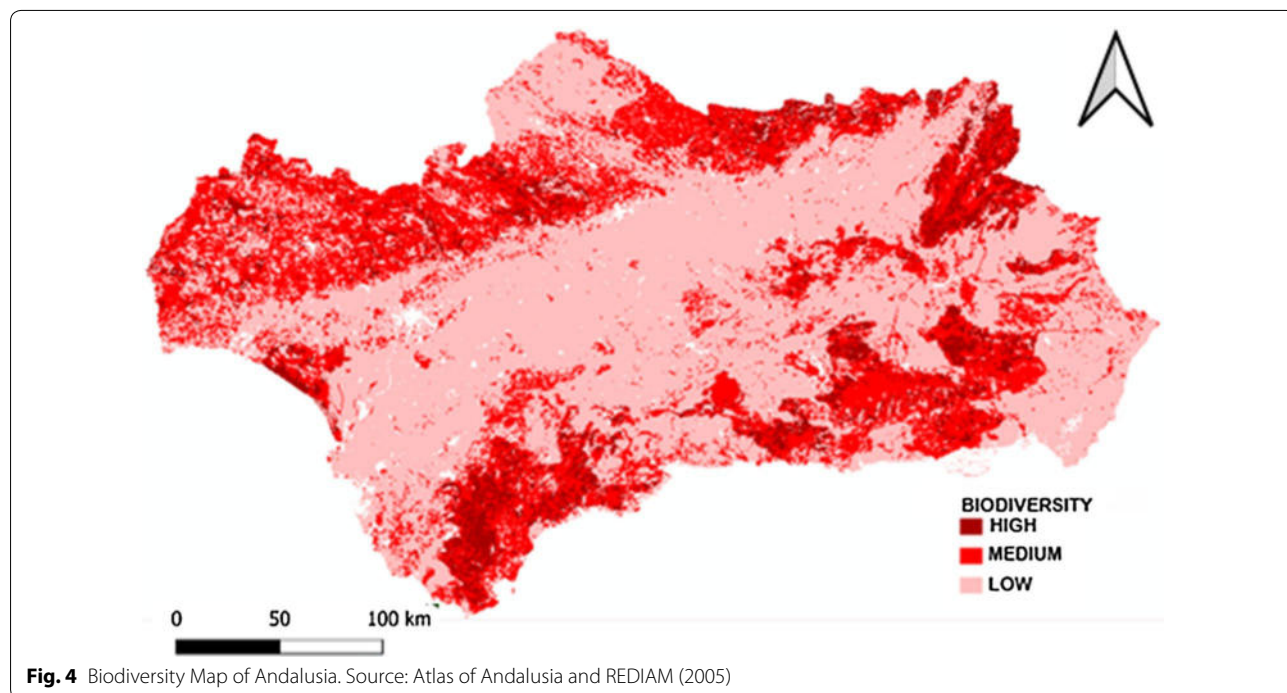 BIODIVERSITY
HIGH
MEDIUM
LOW
0 50 100 km
Fig. 4 Biodiversity Map of Andalusia. Source: Atlas of Andalusia and REDIAM (2005)